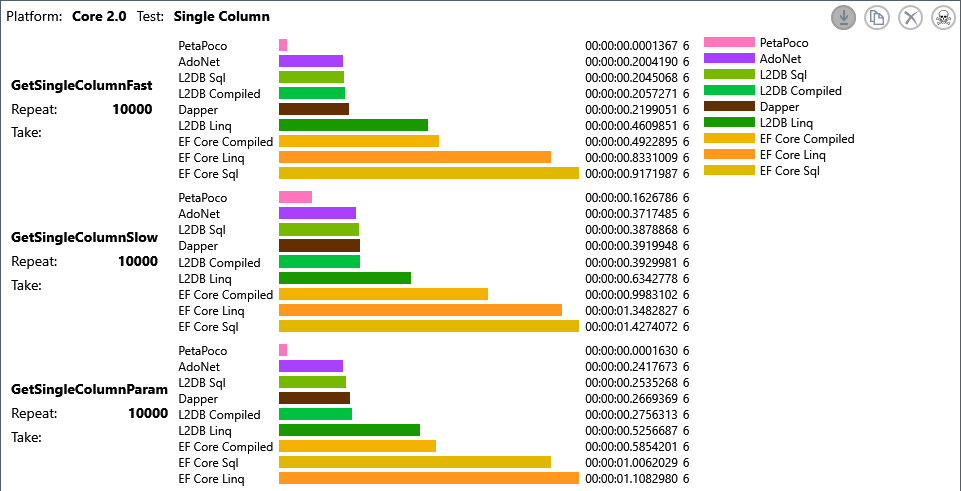 Platform: Core 2.0 Test: Single Column
GetSingleColumnFast
Repeat: 10000
Take:
PetaPoco 00:00:00.0001367 6
AdoNet 00:00:00.2004190 6
L2DB Sql 00:00:00.2045068 6
L2DB Compiled 00:00:00.2057271 6
Dapper 00:00:00.2199051 6
L2DB Linq 00:00:00.4609851 6
EF Core Compiled 00:00:00.4922895 6
EF Core Linq 00:00:00.8331009 6
EF Core Sql 00:00:00.9171987 6
GetSingleColumnSlow
Repeat: 10000
Take:
PetaPoco 00:00:00.1626786 6
AdoNet 00:00:00.3717485 6
L2DB Sql 00:00:00.3878868 6
Dapper 00:00:00.3919948 6
L2DB Compiled 00:00:00.3929981 6
L2DB Linq 00:00:00.6342778 6
EF Core Compiled 00:00:00.9983102 6
EF Core Linq 00:00:01.3482827 6
EF Core Sql 00:00:01.4274072 6
GetSingleColumnParam
Repeat: 10000
Take:
PetaPoco 00:00:00.0001630 6
AdoNet 00:00:00.2417673 6
L2DB Sql 00:00:00.2535268 6
Dapper 00:00:00.2669369 6
L2DB Compiled 00:00:00.2756313 6
L2DB Linq 00:00:00.5256687 6
EF Core Compiled 00:00:00.5854201 6
EF Core Sql 00:00:01.0062029 6
EF Core Linq 00:00:01.1082980 6
PetaPoco
AdoNet
L2DB Sql
L2DB Compiled
Dapper
L2DB Linq
EF Core Compiled
EF Core Linq
EF Core Sql